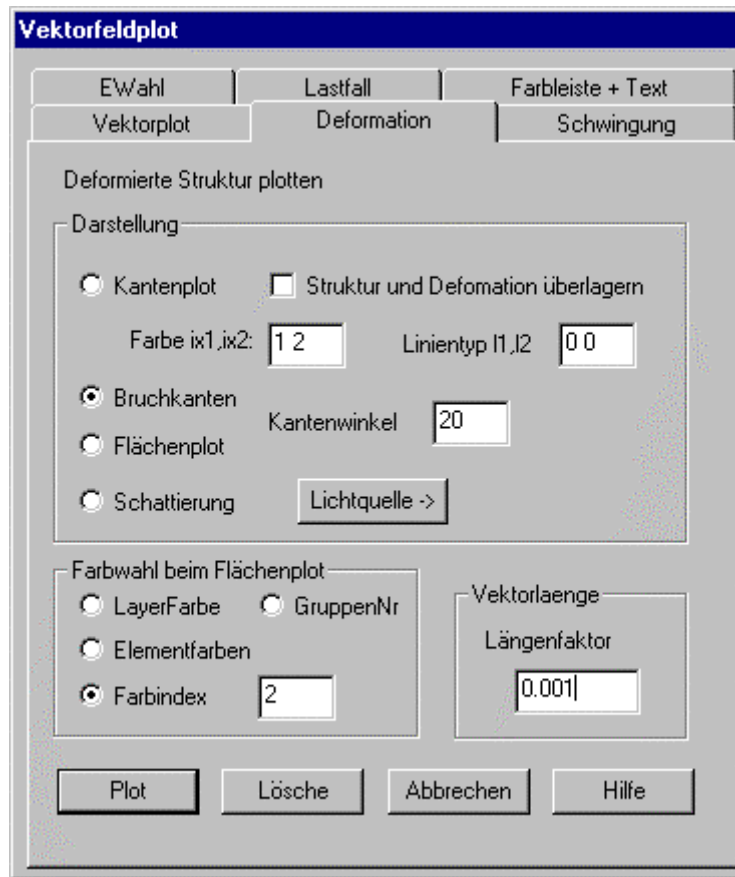 Vektorfeldplot
EWahl Lastfall Farbleiste + Text
Vektorplot Deformation Schwingung
Deformierte Struktur plotten
Darstellung
Kantenplot Struktur und Defomation überlagern
Farbe ix1,ix2: 1 2 Linientyp l1,l2 0 0
Bruchkanten
Kantenwinkel 20
Flächenplot
Schattierung Lichtquelle ->
Farbwahl beim Flächenplot
LayerFarbe GruppenNr
Elementfarben
Farbindex 2
Vektorlaenge
Längenfaktor
0.001
Plot Lösche Abbrechen Hilfe